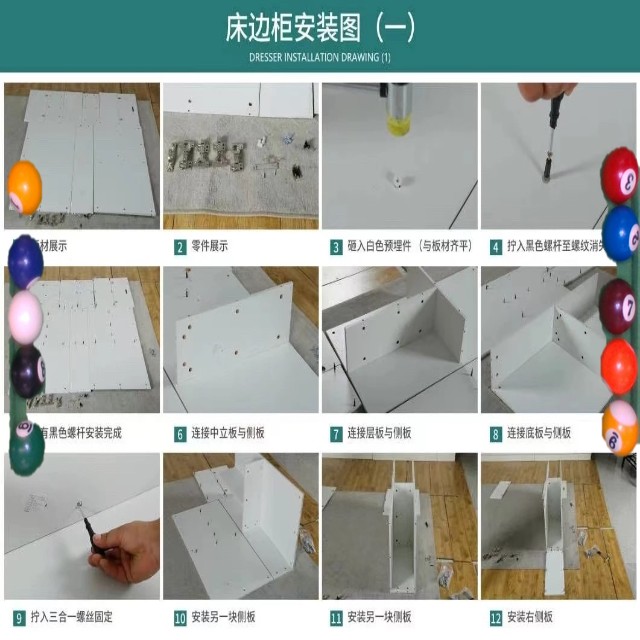 床边柜安装图（一）
DRESSER INSTALLATION DRAWING (1)
材展示
2 零件展示
3 砸入白色预埋件（与板材齐平）
4 拧入黑色螺杆至螺纹消失
有黑色螺杆安装完成
6 连接中立板与侧板
7 连接层板与侧板
8 连接底板与侧板
9 拧入三合一螺丝固定
10 安装另一块侧板
11 安装另一块侧板
12 安装右侧板